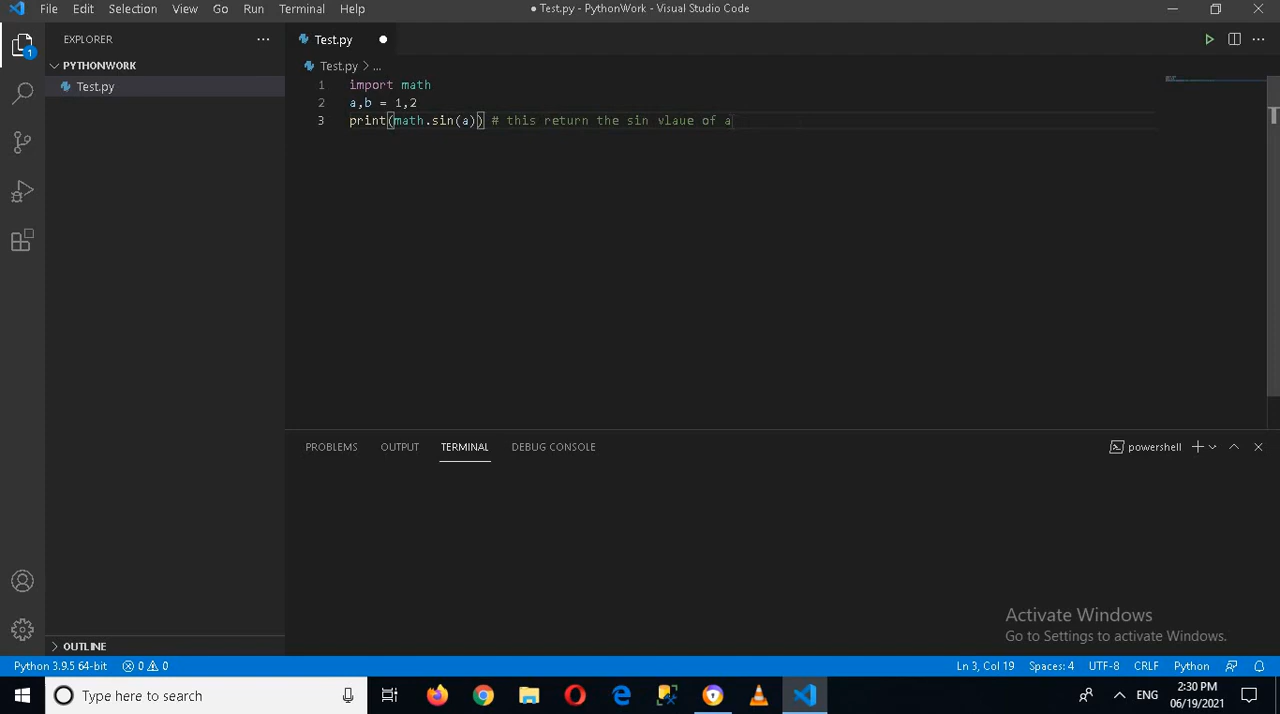 File Edit Selection View Go Run Terminal Help
● Test.py - PythonWork - Visual Studio Code
EXPLORER
Test.py
PYTHONWORK
Test.py > ...
Test.py
1 import math
2 a,b = 1,2
3 print(math.sin(a)) # this return the sin vlaue of a
1
PROBLEMS OUTPUT TERMINAL DEBUG CONSOLE
powershell
Activate Windows
Go to Settings to activate Windows.
OUTLINE
Python 3.9.5 64-bit 0 0
Ln 3, Col 19 Spaces: 4 UTF-8 CRLF Python
Type here to search
ENG
2:30 PM
06/19/2021